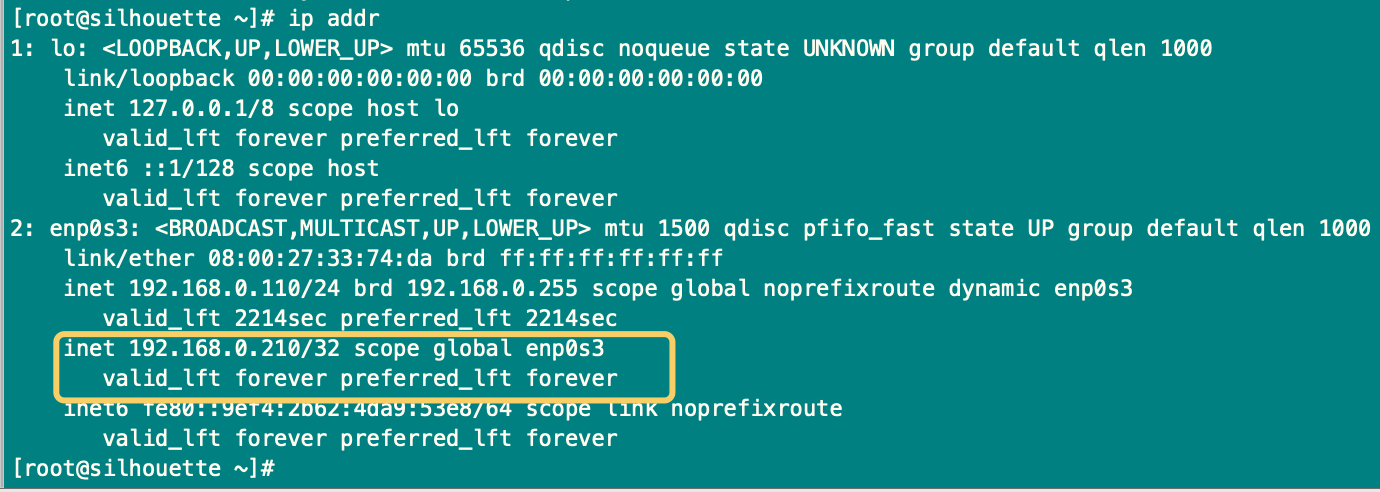 [root@silhouette ~]# ip addr
1: lo: <LOOPBACK,UP,LOWER_UP> mtu 65536 qdisc noqueue state UNKNOWN group default qlen 1000
    link/loopback 00:00:00:00:00:00 brd 00:00:00:00:00:00
    inet 127.0.0.1/8 scope host lo
       valid_lft forever preferred_lft forever
    inet6 ::1/128 scope host
       valid_lft forever preferred_lft forever
2: enp0s3: <BROADCAST,MULTICAST,UP,LOWER_UP> mtu 1500 qdisc pfifo_fast state UP group default qlen 1000
    link/ether 08:00:27:33:74:da brd ff:ff:ff:ff:ff:ff
    inet 192.168.0.110/24 brd 192.168.0.255 scope global noprefixroute dynamic enp0s3
       valid_lft 2214sec preferred_lft 2214sec
    inet 192.168.0.210/32 scope global enp0s3
       valid_lft forever preferred_lft forever
    inet6 fe80::9ef4:2b62:4da9:53e8/64 scope link noprefixroute
       valid_lft forever preferred_lft forever
[root@silhouette ~]#